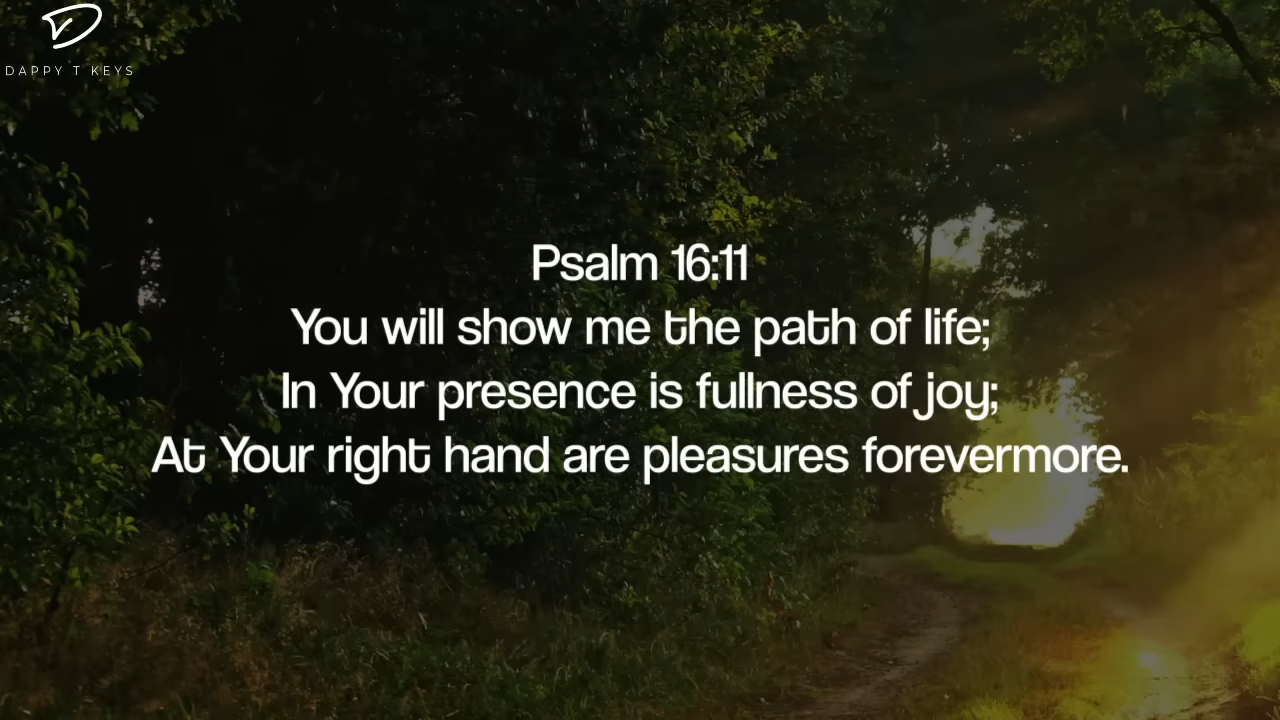 DAPPY T KEYS
Psalm 16:11
You will show me the path of life;
In Your presence is fullness of joy;
At Your right hand are pleasures forevermore.